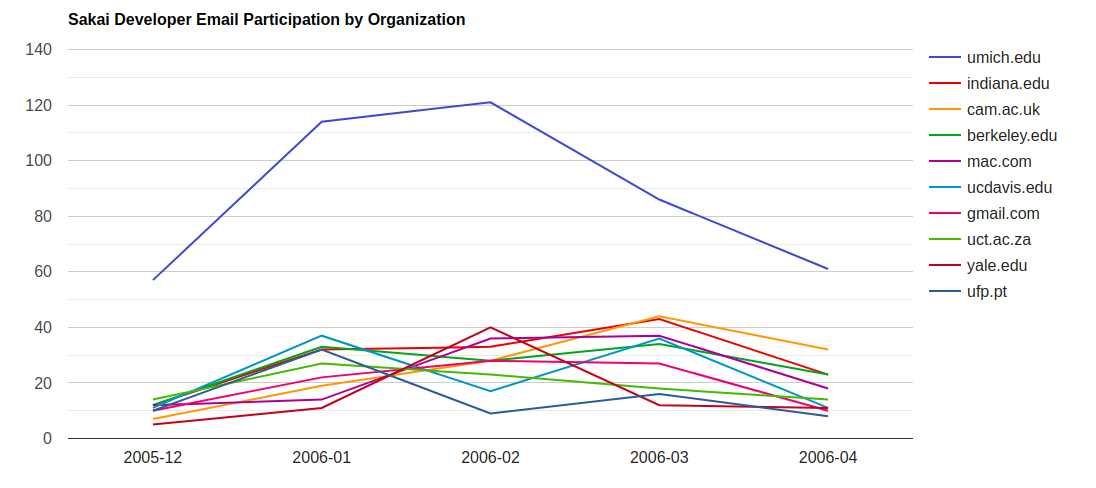 Sakai Developer Email Participation by Organization
140
120
100
80
60
40
20
0
2005-12 2006-01 2006-02 2006-03 2006-04
umich.edu
indiana.edu
cam.ac.uk
berkeley.edu
mac.com
ucdavis.edu
gmail.com
uct.ac.za
yale.edu
ufp.pt